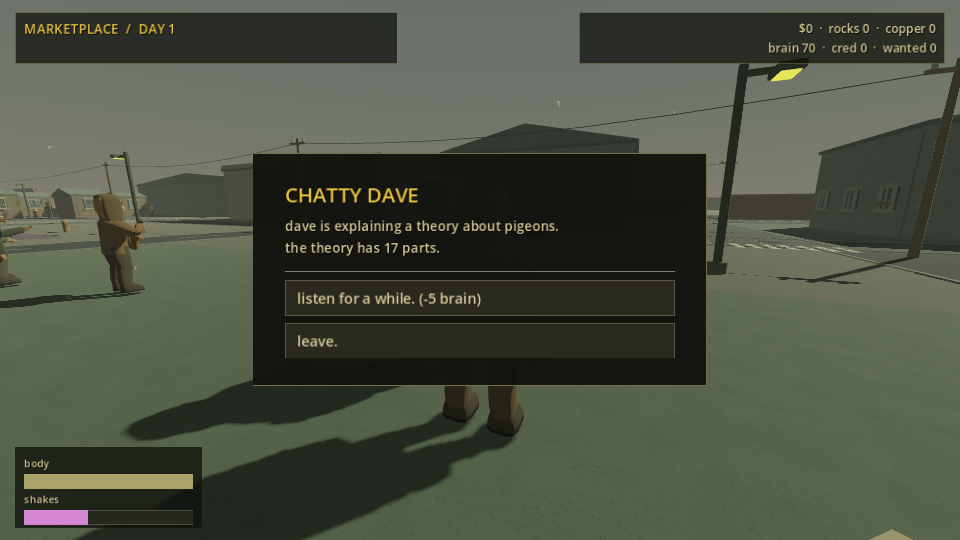 MARKETPLACE / DAY 1
$0 · rocks 0 · copper 0
brain 70 · cred 0 · wanted 0
CHATTY DAVE
dave is explaining a theory about pigeons.
the theory has 17 parts.
listen for a while. (-5 brain)
leave.
body
shakes